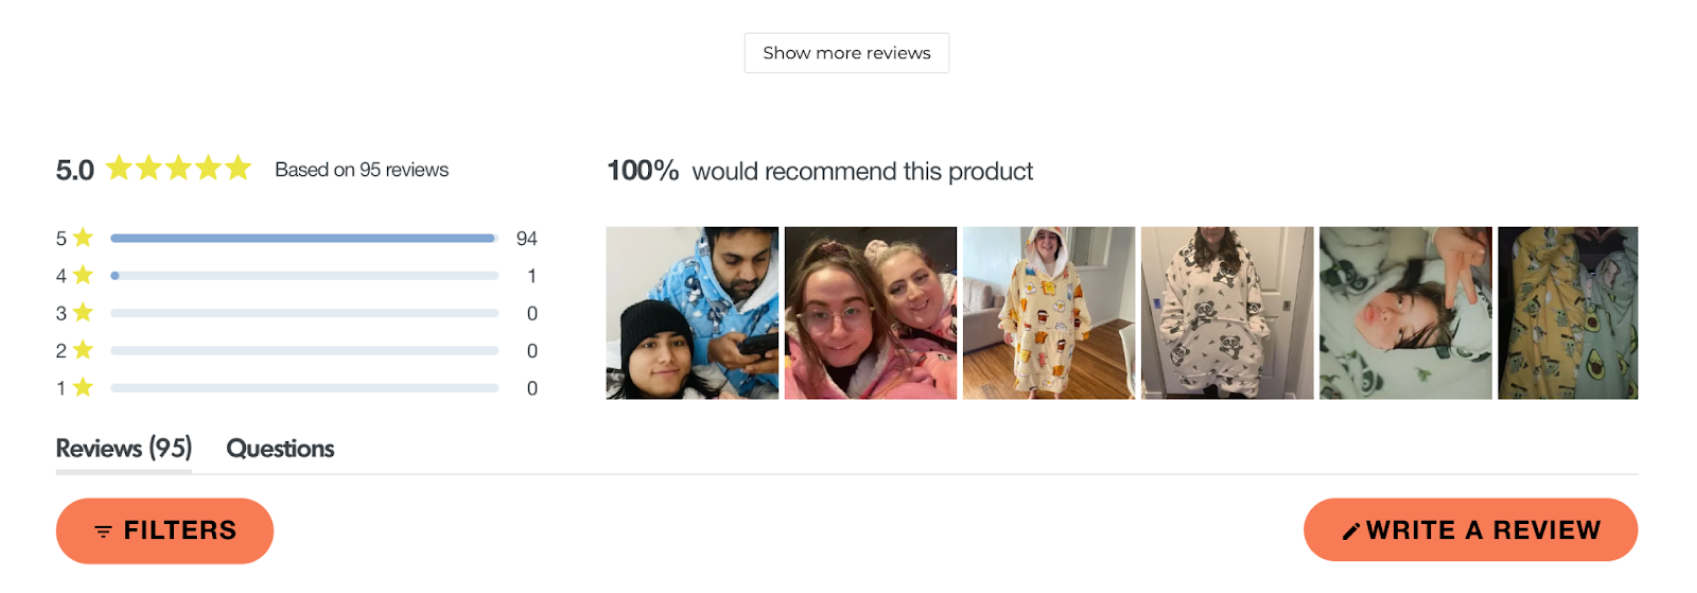 Show more reviews
5.0 Based on 95 reviews
100% would recommend this product
5 94
4 1
3 0
2 0
1 0
Reviews (95) Questions
FILTERS
WRITE A REVIEW